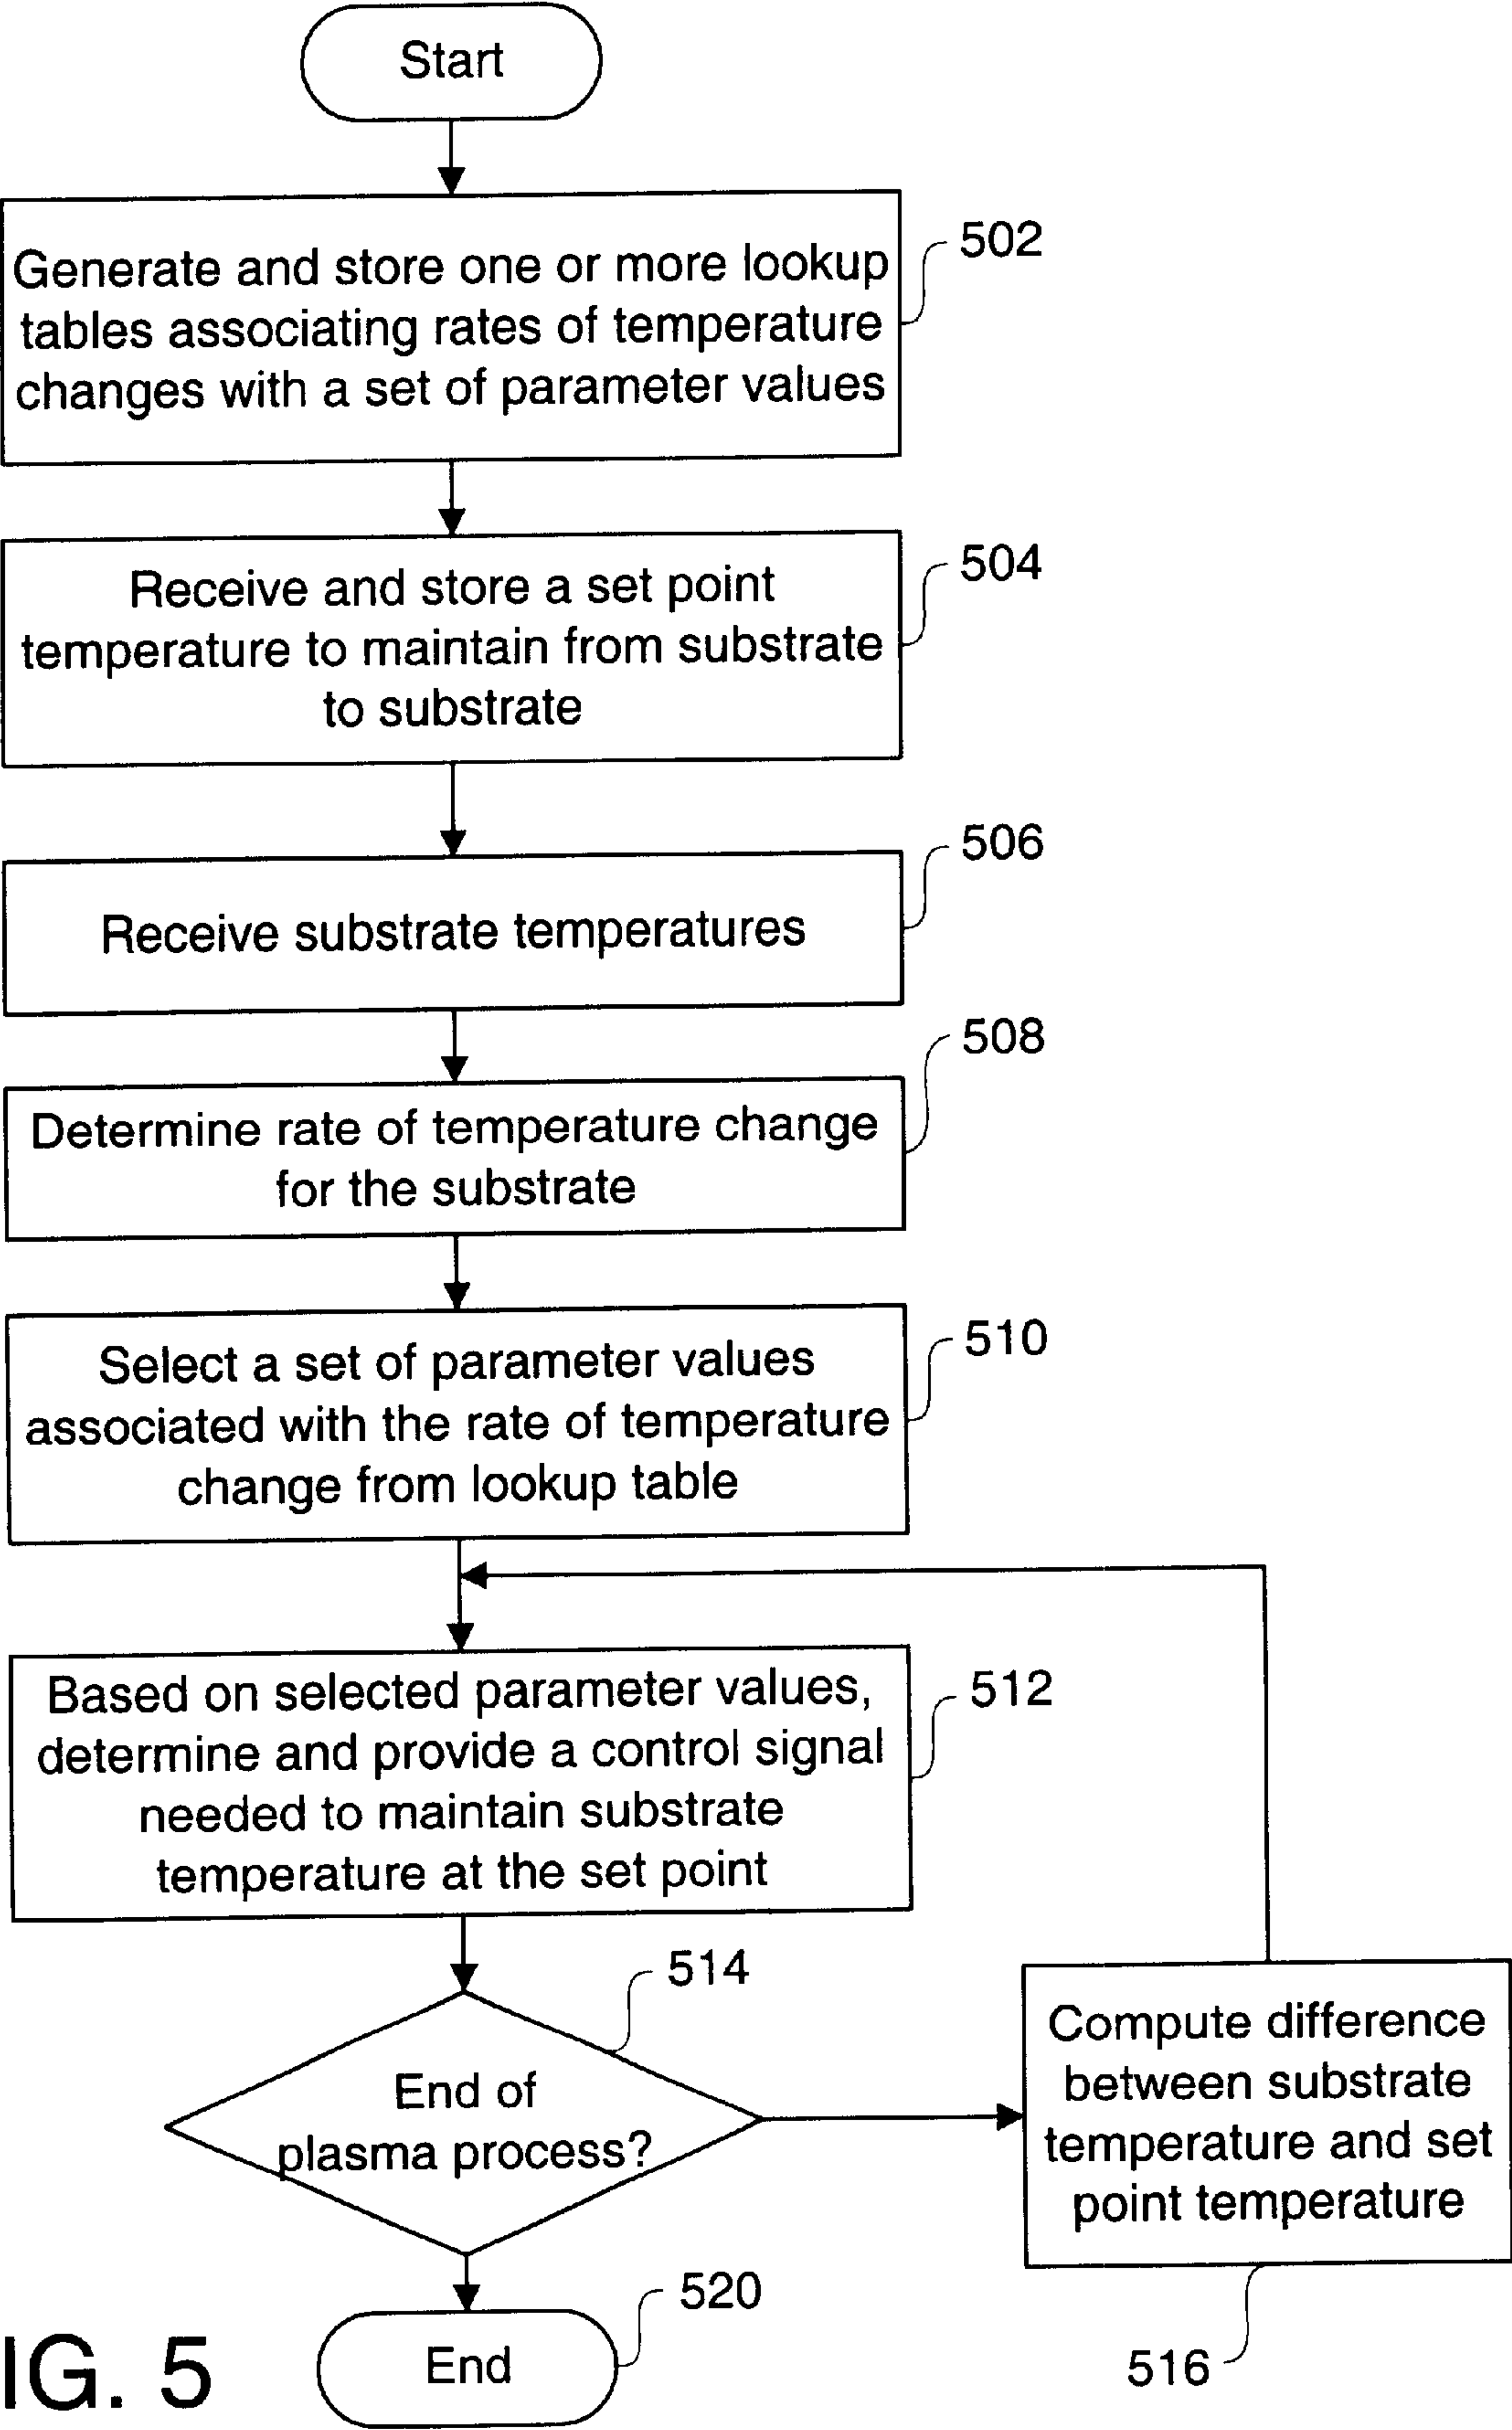 Start
Generate and store one or more lookup
tables associating rates of temperature
changes with a set of parameter values
502
Receive and store a set point
temperature to maintain from substrate
to substrate
504
Receive substrate temperatures
506
Determine rate of temperature change
for the substrate
508
Select a set of parameter values
associated with the rate of temperature
change from lookup table
510
Based on selected parameter values,
determine and provide a control signal
needed to maintain substrate
temperature at the set point
512
End of
plasma process?
514
Compute difference
between substrate
temperature and set
point temperature
516
End
520
IG. 5